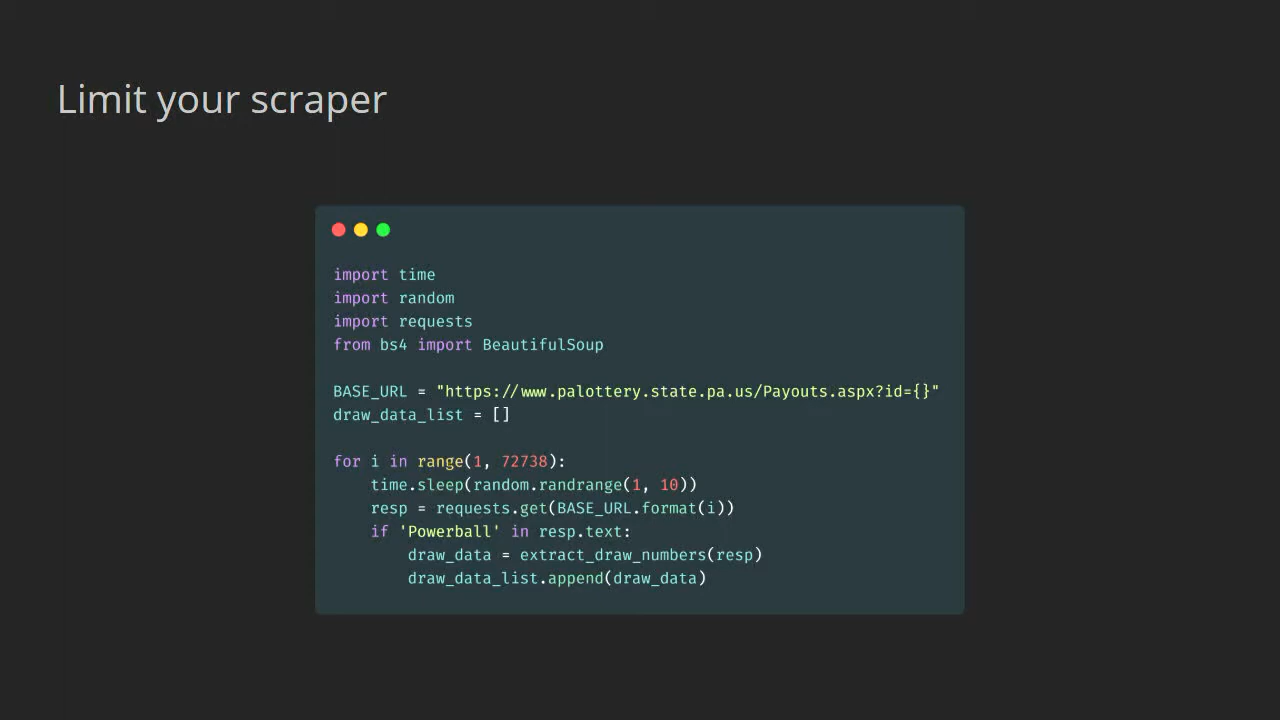 Limit your scraper
import time
import random
import requests
from bs4 import BeautifulSoup
BASE_URL = "https://www.palottery.state.pa.us/Payouts.aspx?id={}"
draw_data_list = []
for i in range(1, 72738):
    time.sleep(random.randrange(1, 10))
    resp = requests.get(BASE_URL.format(i))
    if 'Powerball' in resp.text:
        draw_data = extract_draw_numbers(resp)
        draw_data_list.append(draw_data)